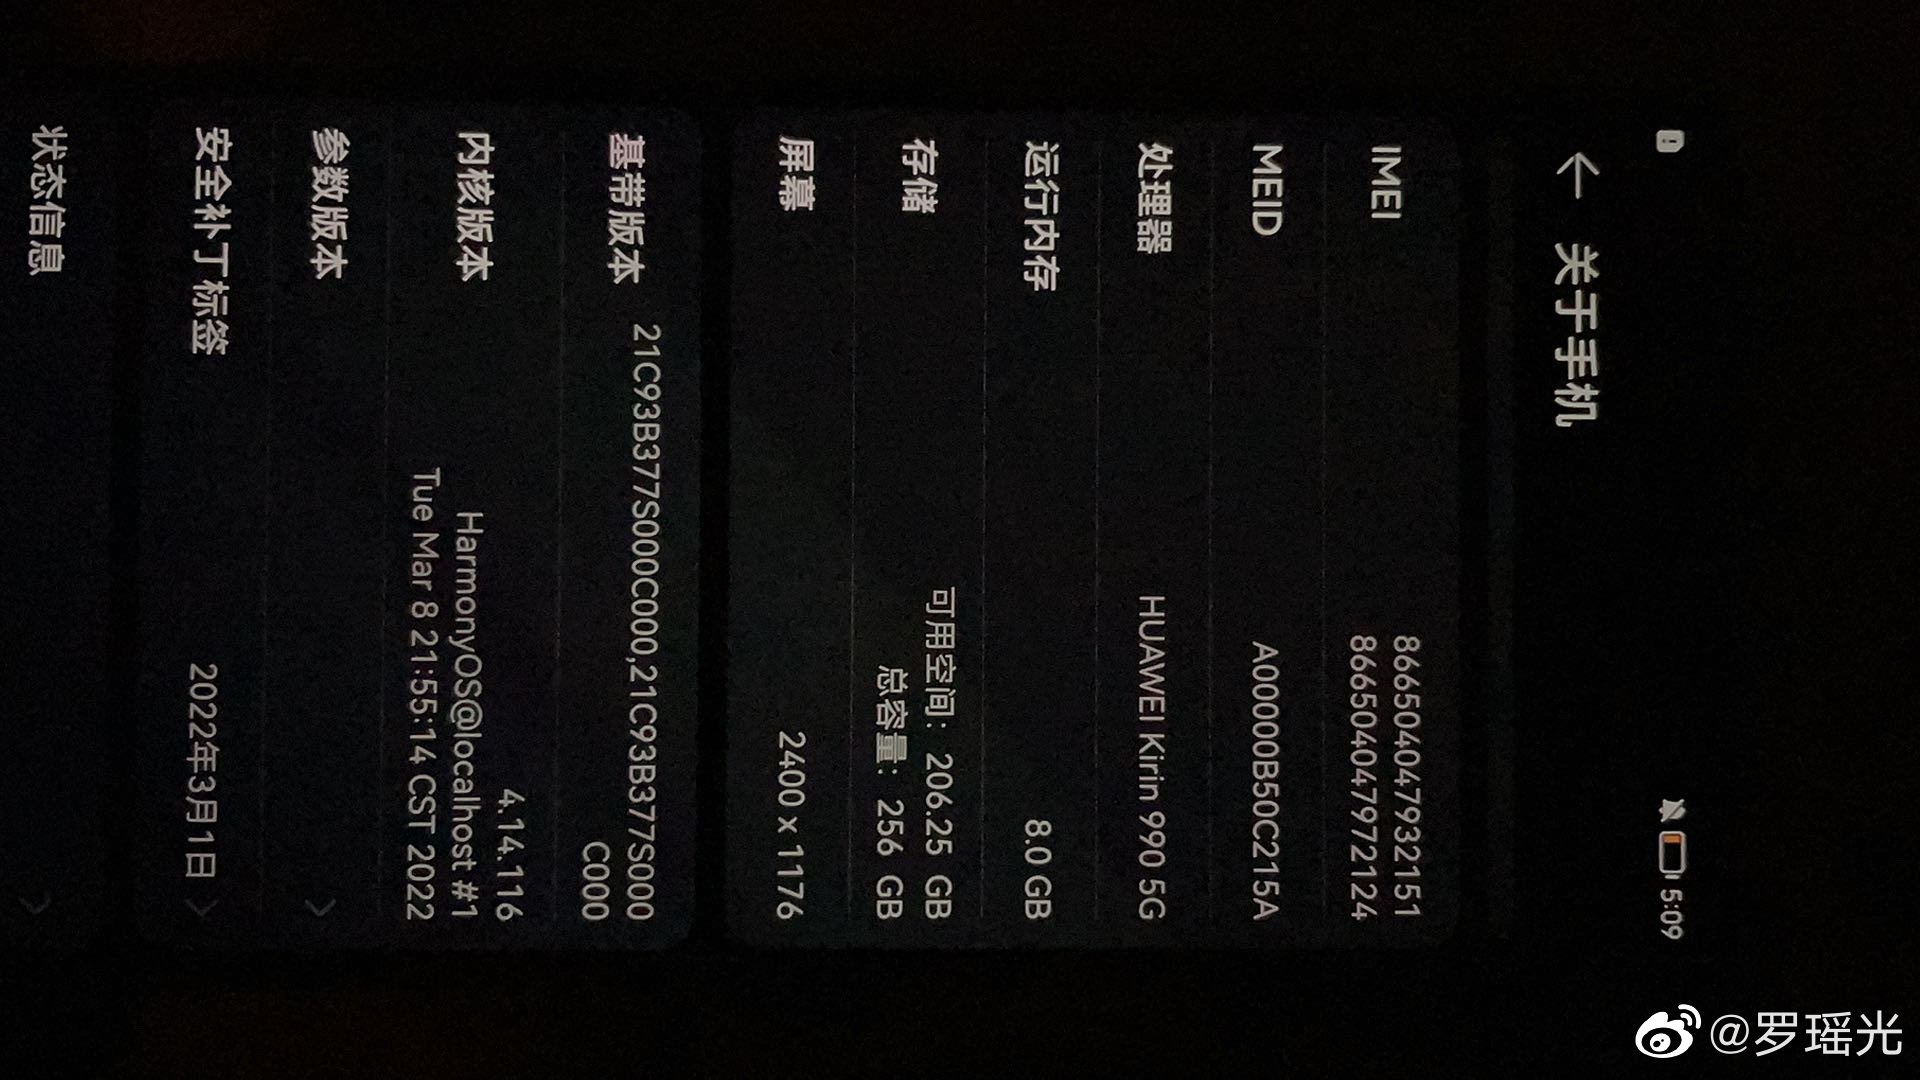 5:09
关于手机
IMEI
866504047932151
866504047972124
MEID
A00000B50C215A
处理器
HUAWEI Kirin 990 5G
运行内存
8.0 GB
存储
可用空间：206.25 GB
总容量：256 GB
屏幕
2400 x 1176
基带版本
21C93B377S000C000,21C93B377S000
C000
内核版本
4.14.116
HarmonyOS@localhost #1
Tue Mar 8 21:55:14 CST 2022
参数版本
安全补丁标签
2022年3月1日
状态信息
@罗瑶光